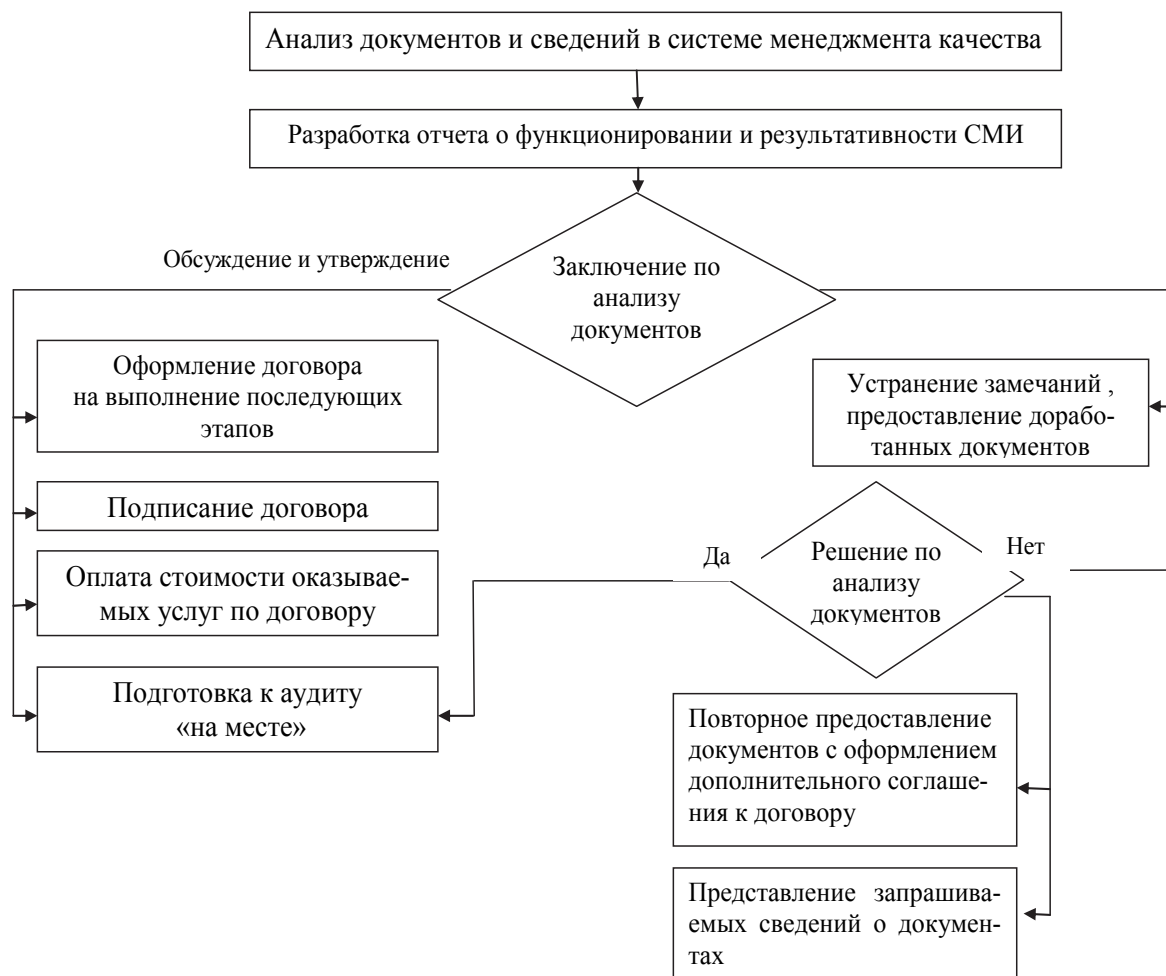 Анализ документов и сведений в системе менеджмента качества
Разработка отчета о функционировании и результативности СМИ
Обсуждение и утверждение
Заключение по
анализу
документов
Оформление договора
на выполнение последующих
этапов
Устранение замечаний ,
предоставление дорабо-
танных документов
Подписание договора
Оплата стоимости оказывае-
мых услуг по договору
Да
Решение по
анализу
документов
Нет
Подготовка к аудиту
«на месте»
Повторное предоставление
документов с оформлением
дополнительного соглаше-
ния к договору
Представление запрашива-
емых сведений о докумен-
тах